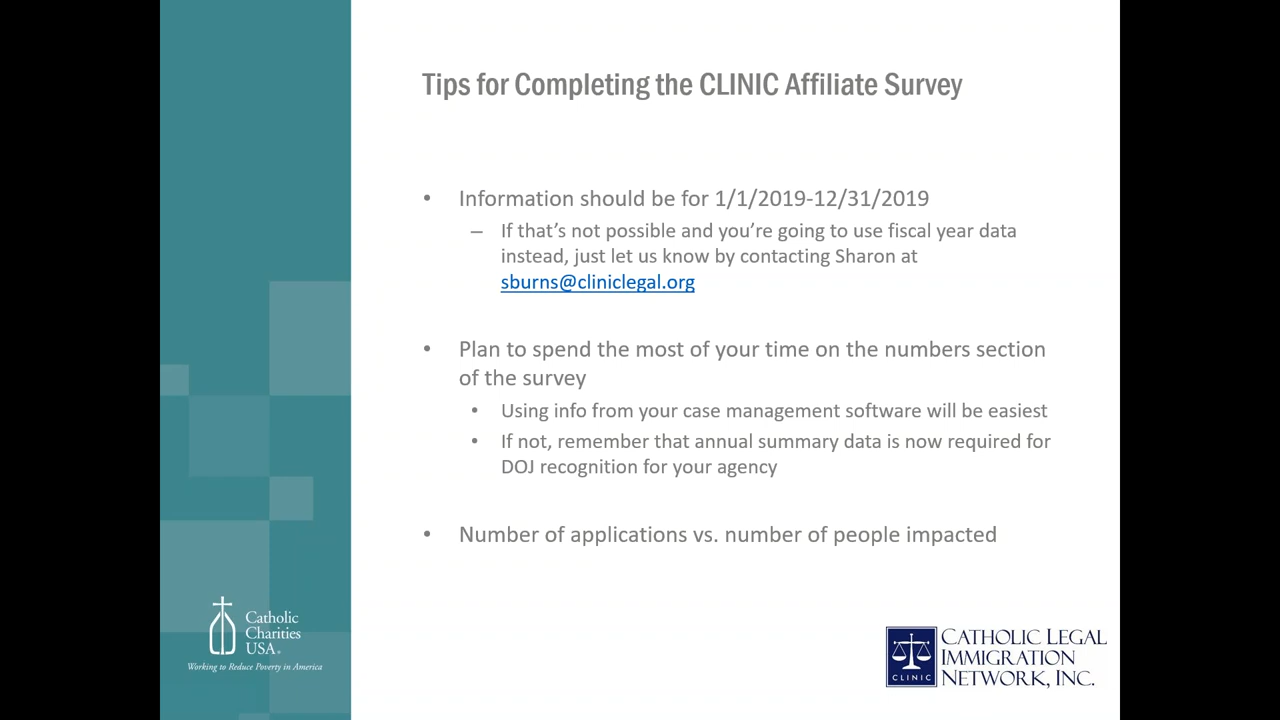 Tips for Completing the CLINIC Affiliate Survey
• Information should be for 1/1/2019-12/31/2019
– If that’s not possible and you’re going to use fiscal year data
instead, just let us know by contacting Sharon at
sburns@cliniclegal.org
• Plan to spend the most of your time on the numbers section
of the survey
• Using info from your case management software will be easiest
• If not, remember that annual summary data is now required for
DOJ recognition for your agency
• Number of applications vs. number of people impacted
Catholic
Charities
USA®
Working to Reduce Poverty in America
CLINIC
CATHOLIC LEGAL
IMMIGRATION
NETWORK, INC.